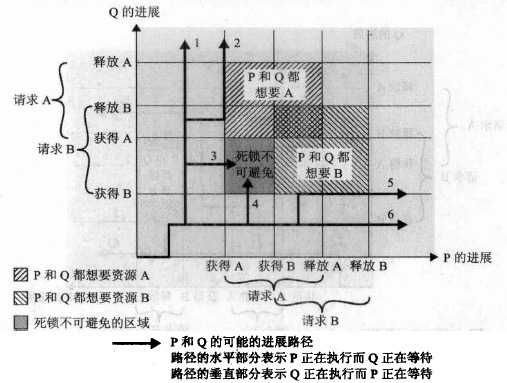 Q 的进展
1
2
释放 A
请求 A
P 和 Q 都
想要 A
释放 B
获得 A
请求 B
3
死锁不
可避免
P 和 Q 都
想要 B
获得 B
4
5
6
P 的进展
获得 A 获得 B 释放 A 释放 B
请求 A
请求 B
P 和 Q 都想要资源 A
P 和 Q 都想要资源 B
死锁不可避免的区域
P 和 Q 的可能的进展路径
路径的水平部分表示 P 正在执行而 Q 正在等待
路径的垂直部分表示 Q 正在执行而 P 正在等待